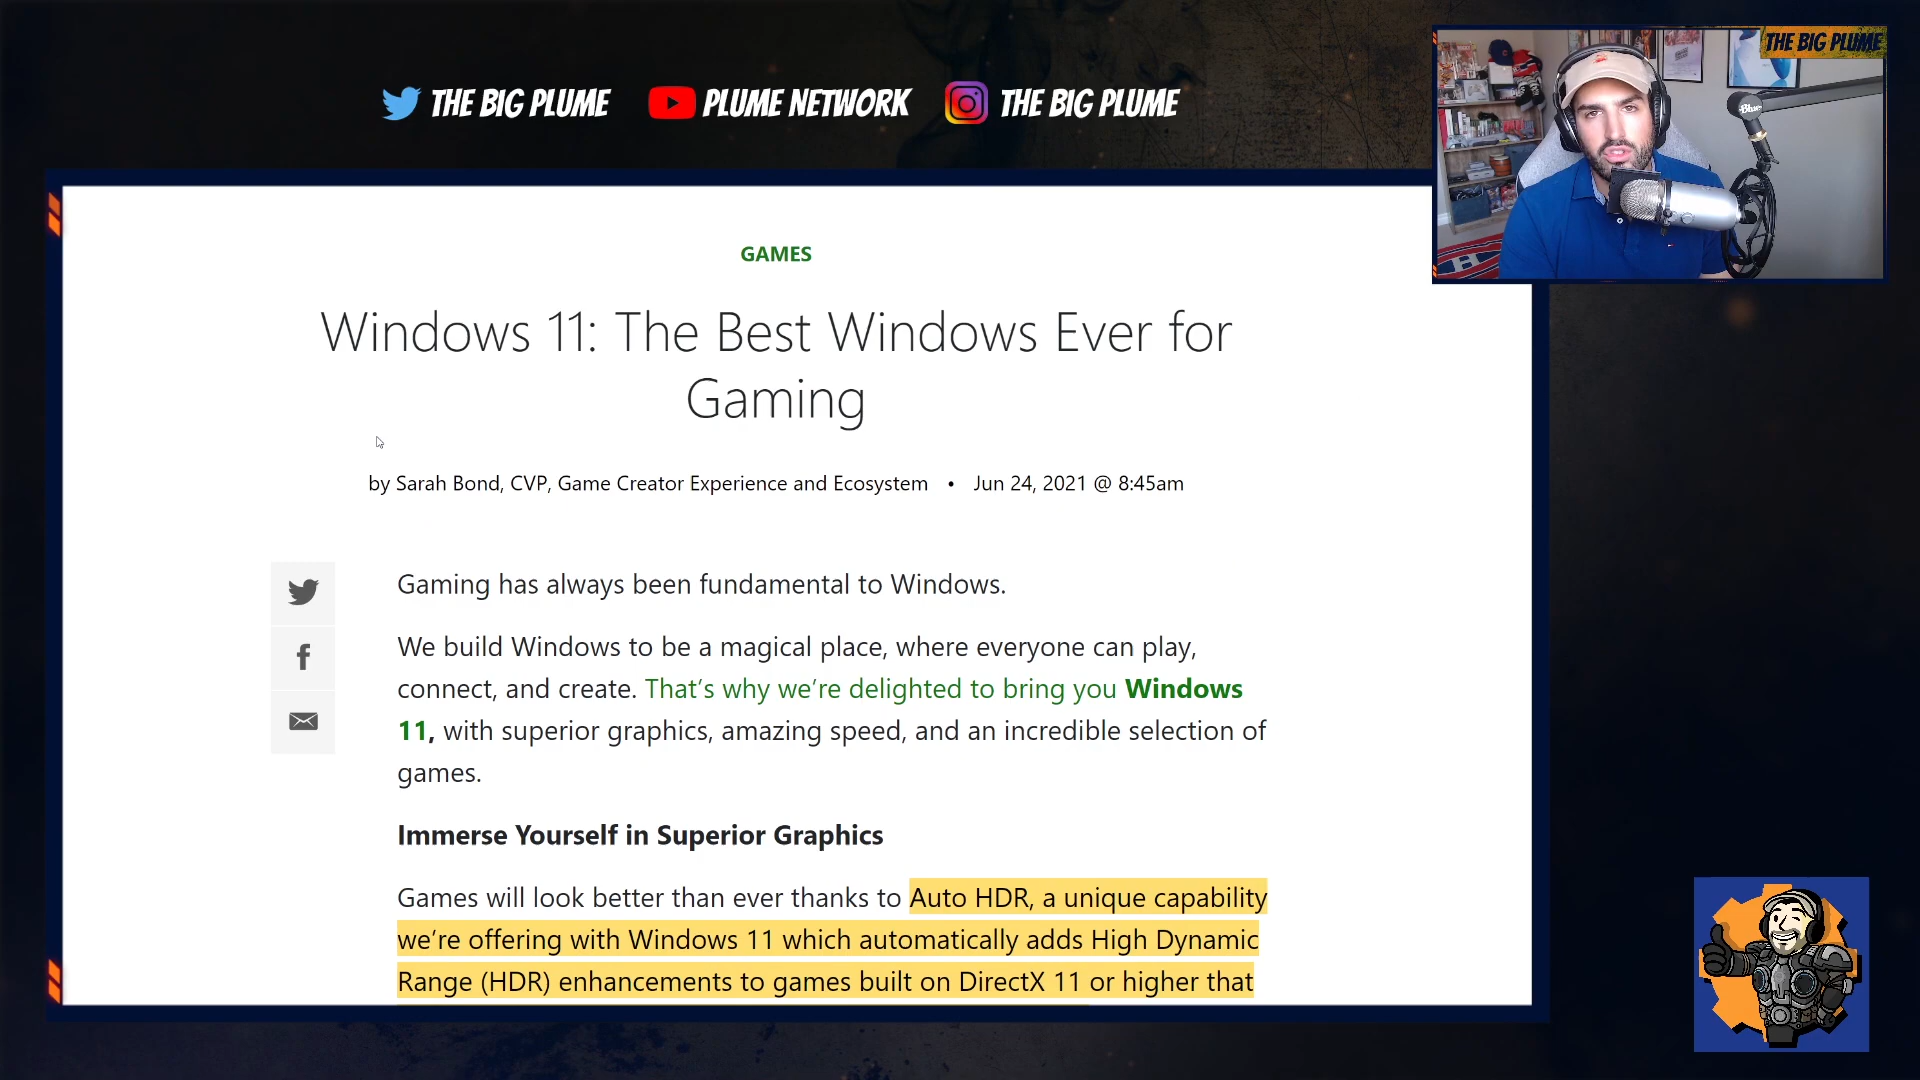 THE BIG PLUME
PLUME NETWORK
THE BIG PLUME
THE BIG PLUME
Blue
GAMES
Windows 11: The Best Windows Ever for
Gaming
by Sarah Bond, CVP, Game Creator Experience and Ecosystem • Jun 24, 2021 @ 8:45am
Gaming has always been fundamental to Windows.
We build Windows to be a magical place, where everyone can play,
connect, and create. That’s why we’re delighted to bring you Windows
11, with superior graphics, amazing speed, and an incredible selection of
games.
Immerse Yourself in Superior Graphics
Games will look better than ever thanks to Auto HDR, a unique capability
we’re offering with Windows 11 which automatically adds High Dynamic
Range (HDR) enhancements to games built on DirectX 11 or higher that